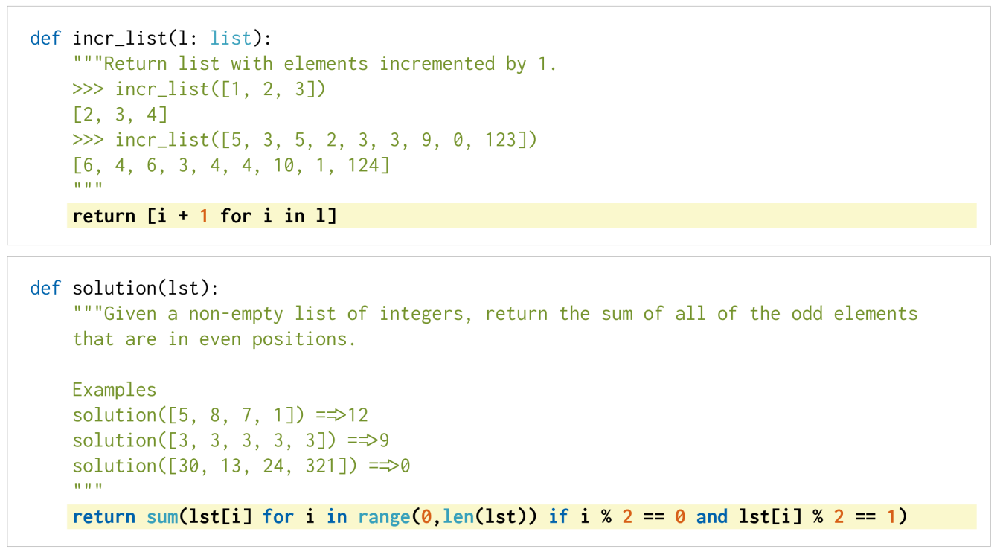 def incr_list(l: list):
    """Return list with elements incremented by 1.
    >>> incr_list([1, 2, 3])
    [2, 3, 4]
    >>> incr_list([5, 3, 5, 2, 3, 3, 9, 0, 123])
    [6, 4, 6, 3, 4, 4, 10, 1, 124]
    """
    return [i + 1 for i in l]
def solution(lst):
    """Given a non-empty list of integers, return the sum of all of the odd elements
    that are in even positions.
    Examples
    solution([5, 8, 7, 1]) ==>12
    solution([3, 3, 3, 3, 3]) ==>9
    solution([30, 13, 24, 321]) ==>0
    """
    return sum(lst[i] for i in range(0,len(lst)) if i % 2 == 0 and lst[i] % 2 == 1)